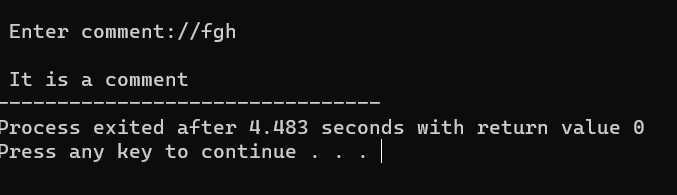 Enter comment://fgh
It is a comment
--------------------------------
Process exited after 4.483 seconds with return value 0
Press any key to continue . . .